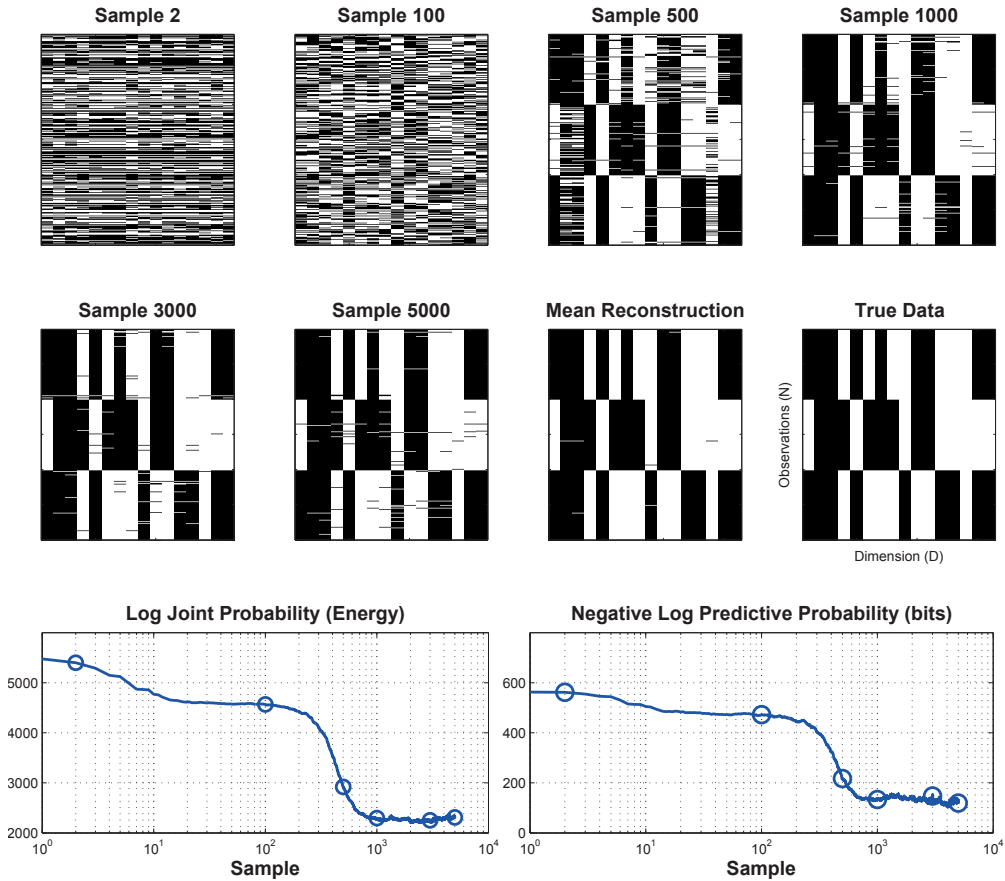 Sample 2
Sample 100
Sample 500
Sample 1000
Sample 3000
Sample 5000
Mean Reconstruction
True Data
Observations (N)
Dimension (D)
Log Joint Probability (Energy)
5000
4000
3000
2000
10^0
10^1
10^2
10^3
10^4
Sample
Negative Log Predictive Probability (bits)
600
200
200
0
10^0
10^1
10^2
10^3
10^4
Sample